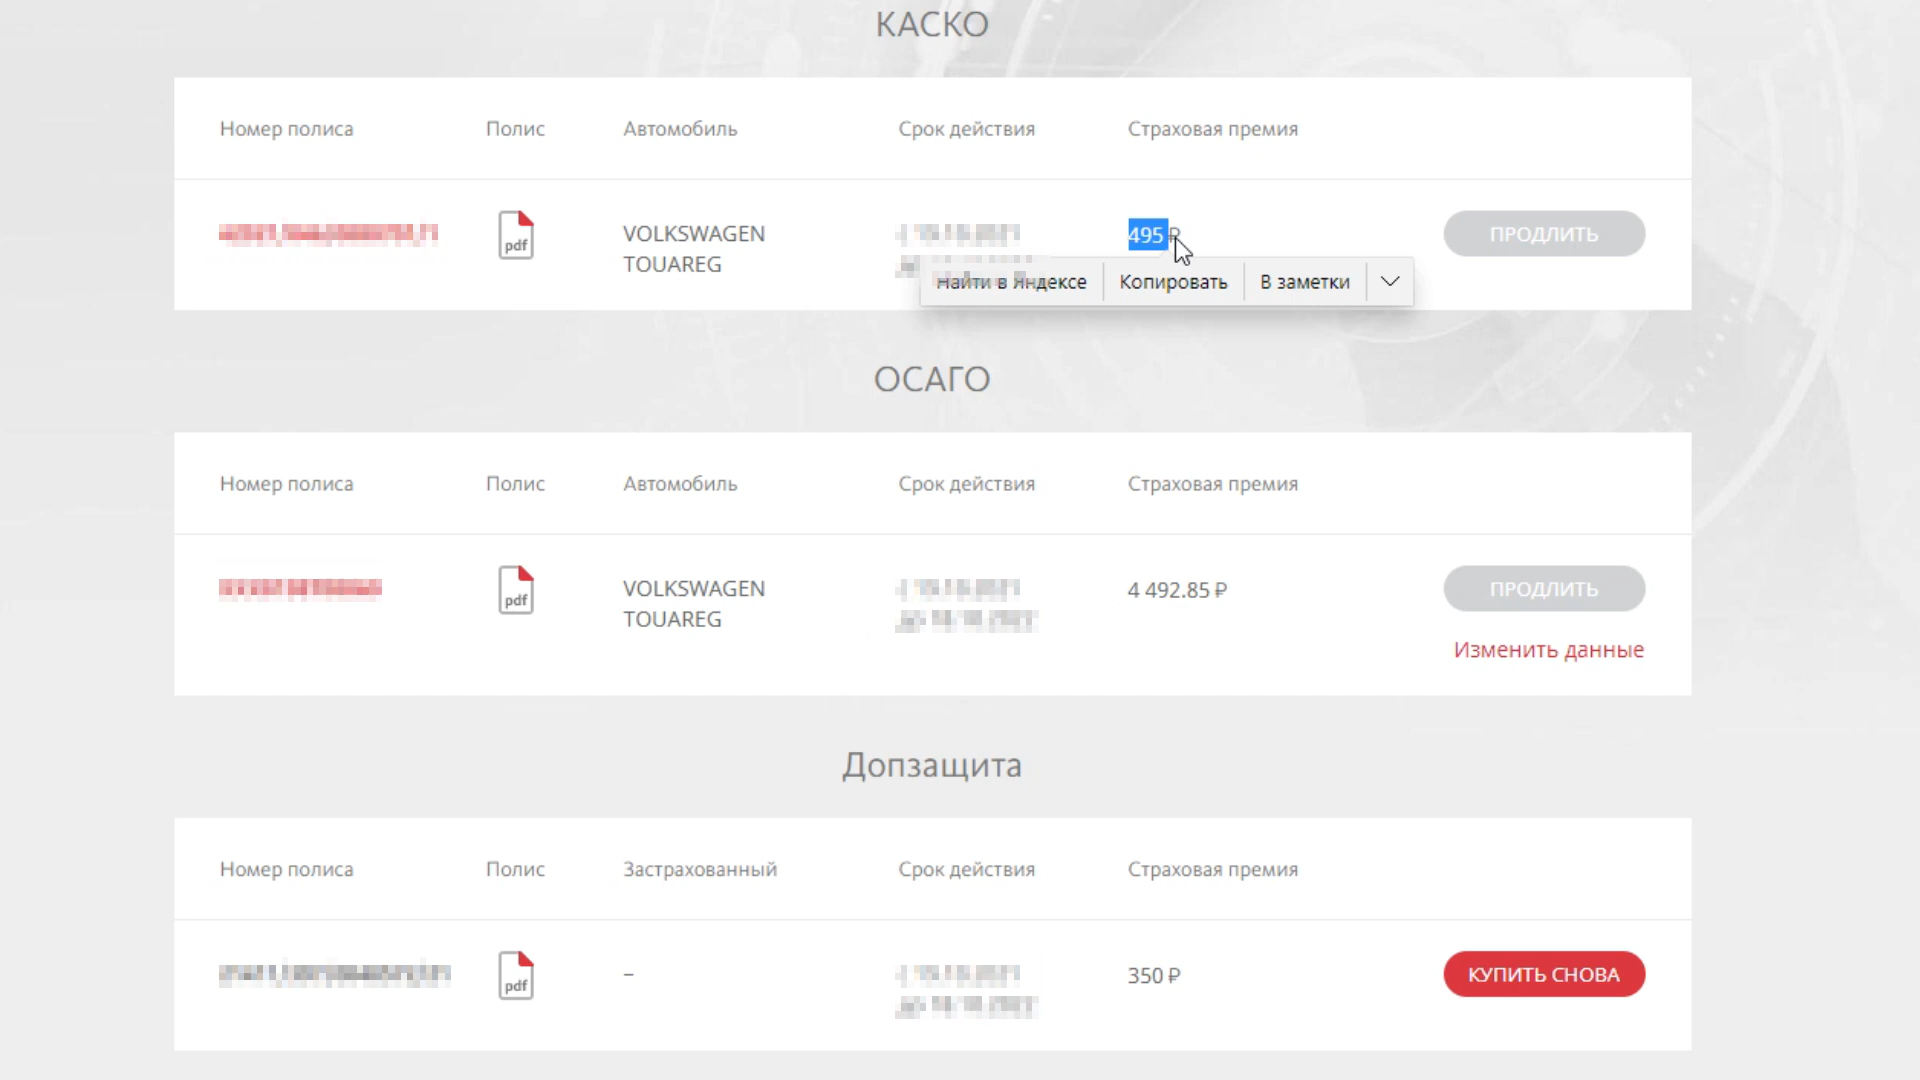 КАСКО
Номер полиса Полис Автомобиль Срок действия Страховая премия
pdf VOLKSWAGEN TOUAREG 495 ₽ ПРОДЛИТЬ
Найти в Яндексе Копировать В заметки
ОСАГО
Номер полиса Полис Автомобиль Срок действия Страховая премия
pdf VOLKSWAGEN TOUAREG 4 492.85 ₽ ПРОДЛИТЬ
Изменить данные
Допзащита
Номер полиса Полис Застрахованный Срок действия Страховая премия
pdf – 350 ₽ КУПИТЬ СНОВА